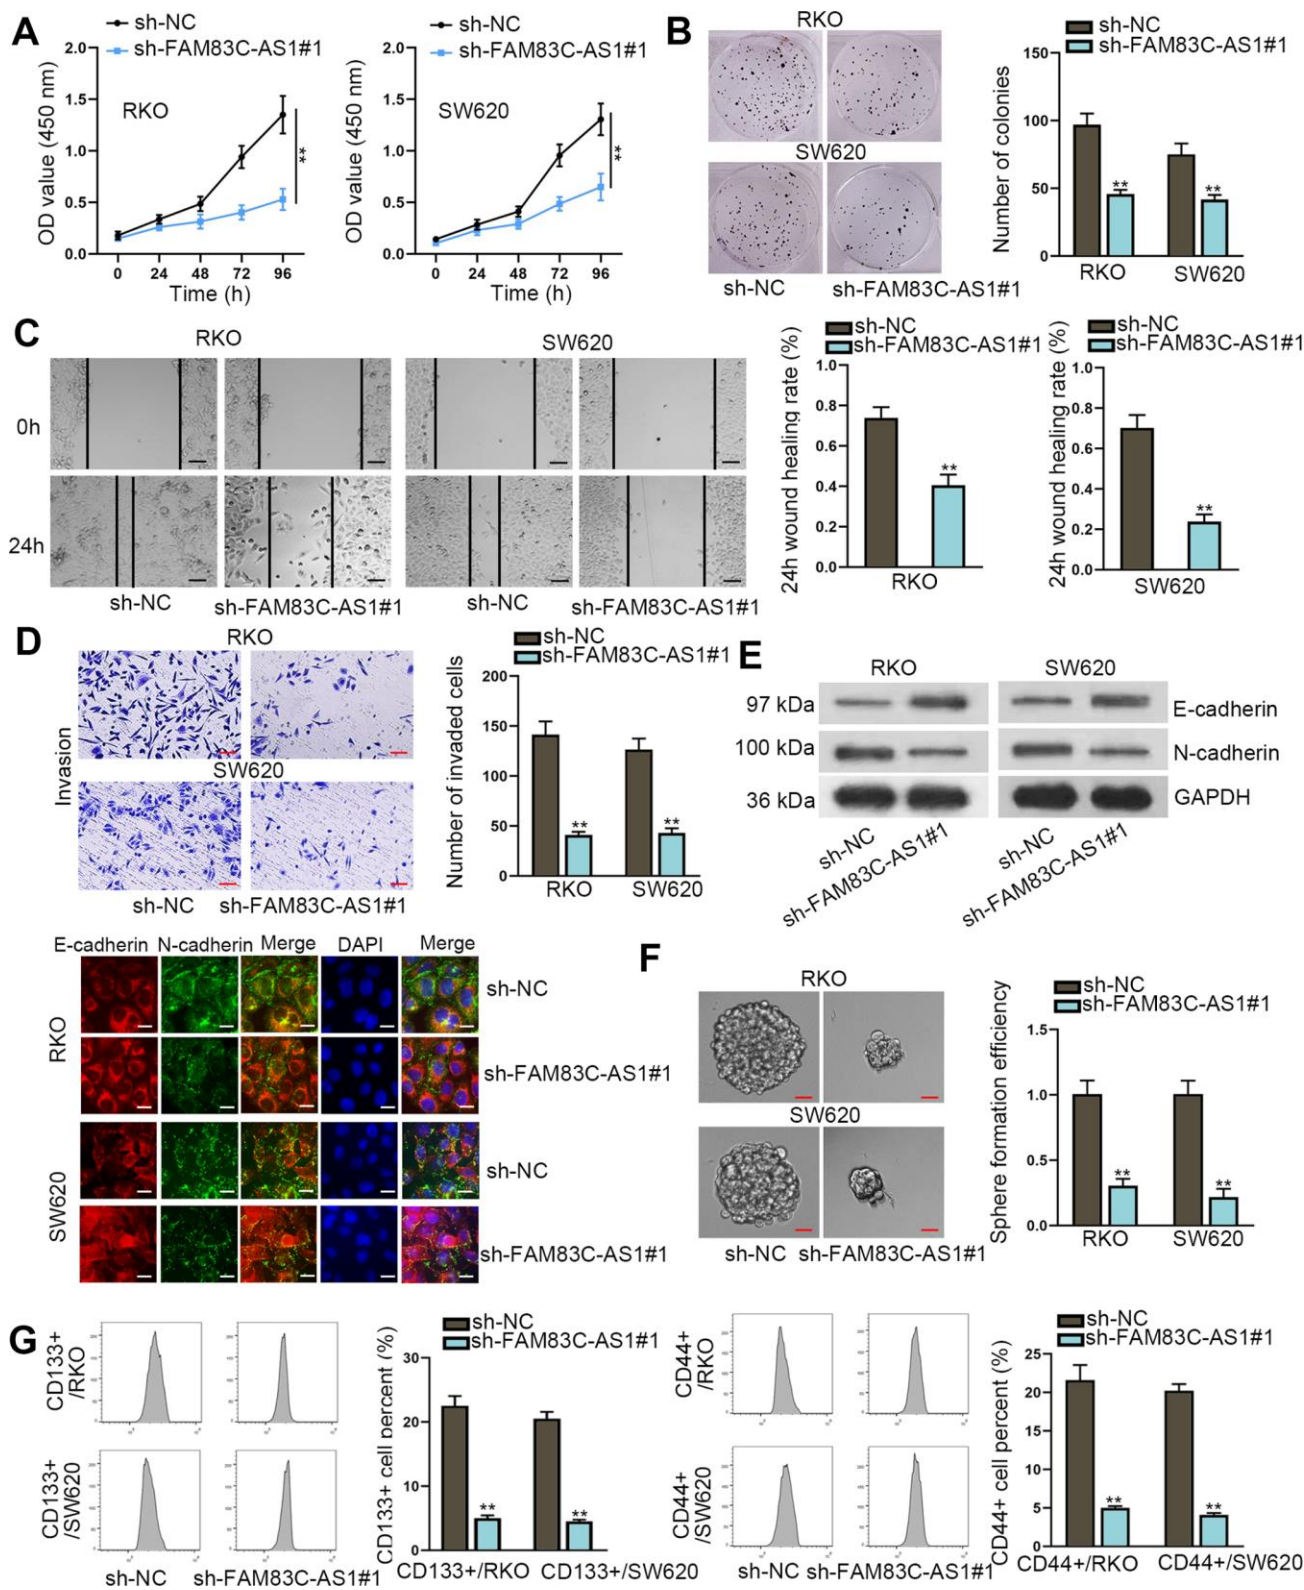 A
sh-NC
sh-FAM83C-AS1#1
OD value (450 nm)
2.0
1.5
1.0
0.5
0.0
RKO
**
0 24 48 72 96
Time (h)
sh-NC
sh-FAM83C-AS1#1
OD value (450 nm)
2.0
1.5
1.0
0.5
0.0
SW620
**
0 24 48 72 96
Time (h)
B
RKO
SW620
sh-NC sh-FAM83C-AS1#1
sh-NC
sh-FAM83C-AS1#1
Number of colonies
150
100
50
0
** **
RKO SW620
C
RKO SW620
0h
24h
sh-NC sh-FAM83C-AS1#1 sh-NC sh-FAM83C-AS1#1
sh-NC
sh-FAM83C-AS1#1
24h wound healing rate (%)
1.0
0.8
0.6
0.4
0.2
0.0
**
RKO
sh-NC
sh-FAM83C-AS1#1
24h wound healing rate (%)
1.0
0.8
0.6
0.4
0.2
0.0
**
SW620
D
RKO
Invasion
SW620
sh-NC sh-FAM83C-AS1#1
sh-NC
sh-FAM83C-AS1#1
Number of invaded cells
200
150
100
50
0
** **
RKO SW620
E
RKO SW620
97 kDa E-cadherin
100 kDa N-cadherin
36 kDa GAPDH
sh-NC sh-FAM83C-AS1#1 sh-NC sh-FAM83C-AS1#1
E-cadherin N-cadherin Merge DAPI Merge
RKO
sh-NC
sh-FAM83C-AS1#1
SW620
sh-NC
sh-FAM83C-AS1#1
F
RKO
SW620
sh-NC sh-FAM83C-AS1#1
sh-NC
sh-FAM83C-AS1#1
Sphere formation efficiency
1.5
1.0
0.5
0.0
** **
RKO SW620
G
CD133+
/RKO
CD133+
/SW620
sh-NC sh-FAM83C-AS1#1
sh-NC
sh-FAM83C-AS1#1
CD133+ cell percent (%)
30
20
10
0
** **
CD133+/RKO CD133+/SW620
CD44+
/RKO
CD44+
/SW620
sh-NC sh-FAM83C-AS1#1
sh-NC
sh-FAM83C-AS1#1
CD44+ cell percent (%)
25
20
15
10
5
0
** **
CD44+/RKO CD44+/SW620